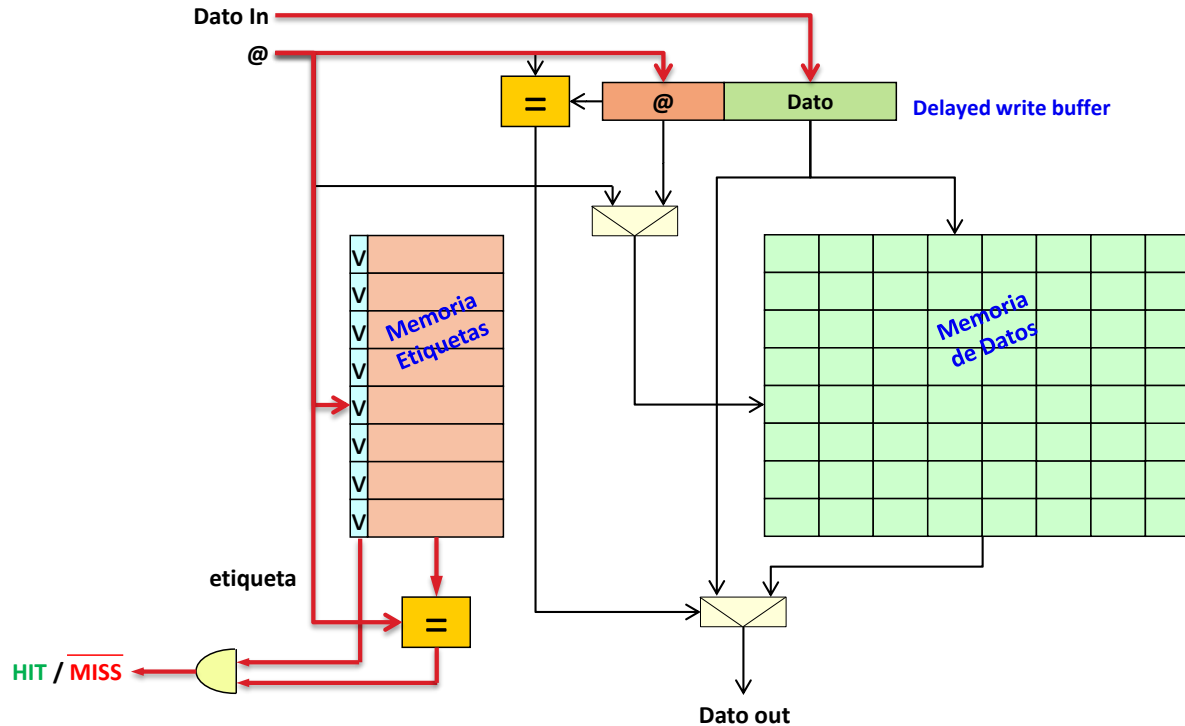 Dato In
@
=
@
Dato
Delayed write buffer
V
V
V
V
V
V
V
V
Memoria
Etiquetas
Memoria
de Datos
etiqueta
=
HIT / MISS
Dato out